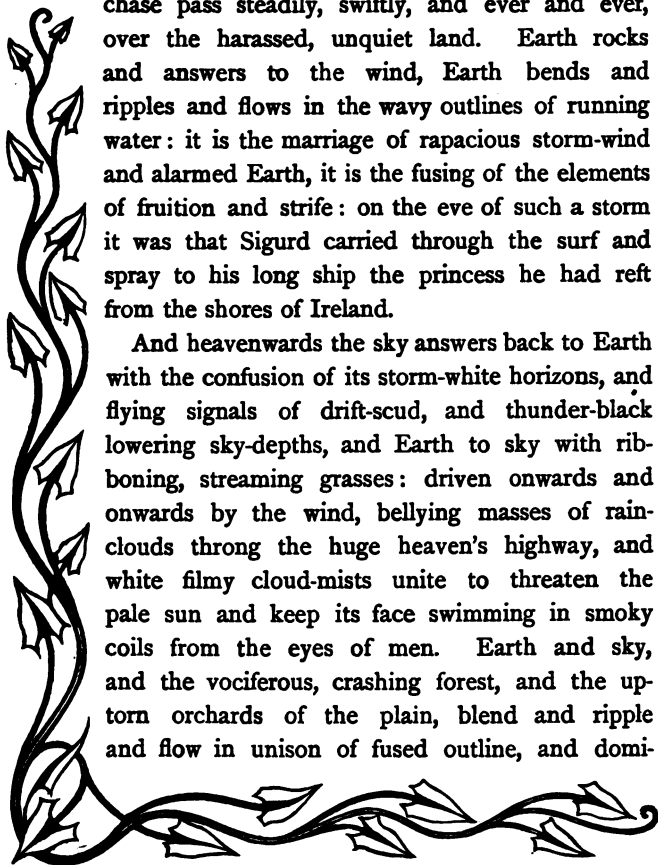 chase pass steadily, swiftly, and ever and ever,
over the harassed, unquiet land. Earth rocks
and answers to the wind, Earth bends and
ripples and flows in the wavy outlines of running
water: it is the marriage of rapacious storm-wind
and alarmed Earth, it is the fusing of the elements
of fruition and strife: on the eve of such a storm
it was that Sigurd carried through the surf and
spray to his long ship the princess he had reft
from the shores of Ireland.
And heavenwards the sky answers back to Earth
with the confusion of its storm-white horizons, and
flying signals of drift-scud, and thunder-black
lowering sky-depths, and Earth to sky with rib-
boning, streaming grasses: driven onwards and
onwards by the wind, bellying masses of rain-
clouds throng the huge heaven's highway, and
white filmy cloud-mists unite to threaten the
pale sun and keep its face swimming in smoky
coils from the eyes of men. Earth and sky,
and the vociferous, crashing forest, and the up-
torn orchards of the plain, blend and ripple
and flow in unison of fused outline, and domi-